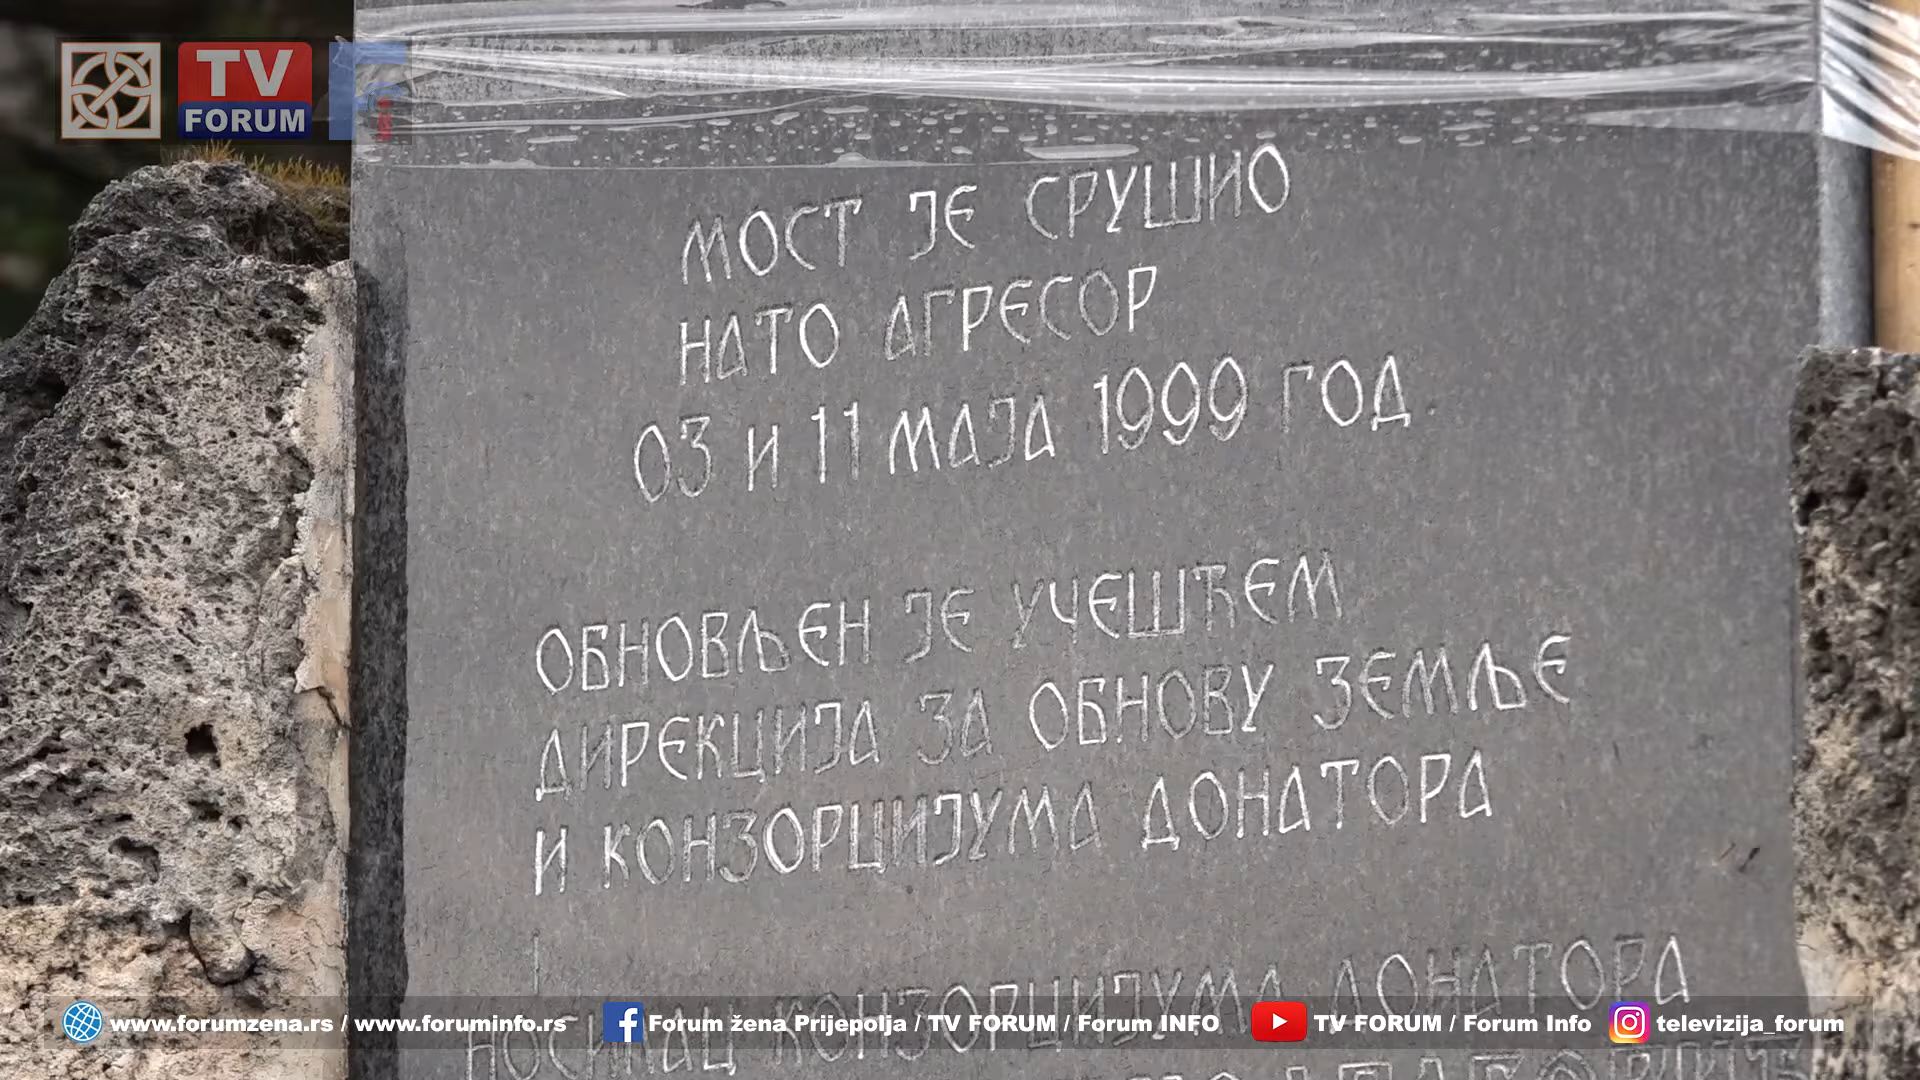 TV
FORUM
МОСТ ЈЕ СРУШИО
НАТО АГРЕСОР
03 И 11 МАЈА 1999 ГОД.
ОБНОВЉЕН ЈЕ УЧЕШЋЕМ
ДИРЕКЦИЈА ЗА ОБНОВУ ЗЕМЉЕ
И КОНЗОРЦИЈУМА ДОНАТОРА
НОСИЛАЦ КОНЗОРЦИЈУМА ДОНАТОРА
www.forumzena.rs / www.foruminfo.rs
Forum žena Prijepolja / TV FORUM / Forum INFO
TV FORUM / Forum Info
televizija_forum